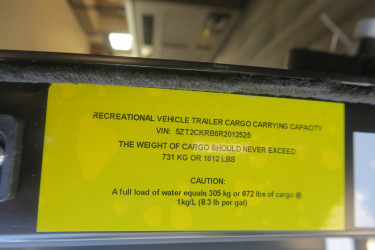 RECREATIONAL VEHICLE TRAILER CARGO CARRYING CAPACITY
VIN: 5ZT2CKRB6R2012525
THE WEIGHT OF CARGO SHOULD NEVER EXCEED
731 KG OR 1612 LBS
CAUTION:
A full load of water equals 305 kg or 672 lbs of cargo @
1kg/L (8.3 lb per gal)